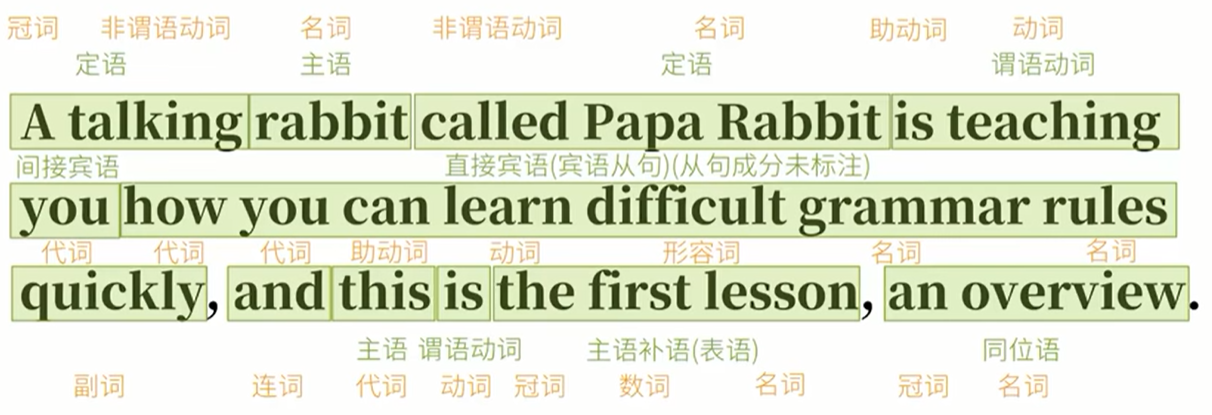 冠词 非谓语动词 名词 非谓语动词 名词 助动词 动词
定语 主语 定语 谓语动词
A talking rabbit called Papa Rabbit is teaching
间接宾语 直接宾语(宾语从句)(从句成分未标注)
you how you can learn difficult grammar rules
代词 代词 代词 助动词 动词 形容词 名词 名词
quickly, and this is the first lesson, an overview.
主语 谓语动词 主语补语(表语) 同位语
副词 连词 代词 动词 冠词 数词 名词 冠词 名词